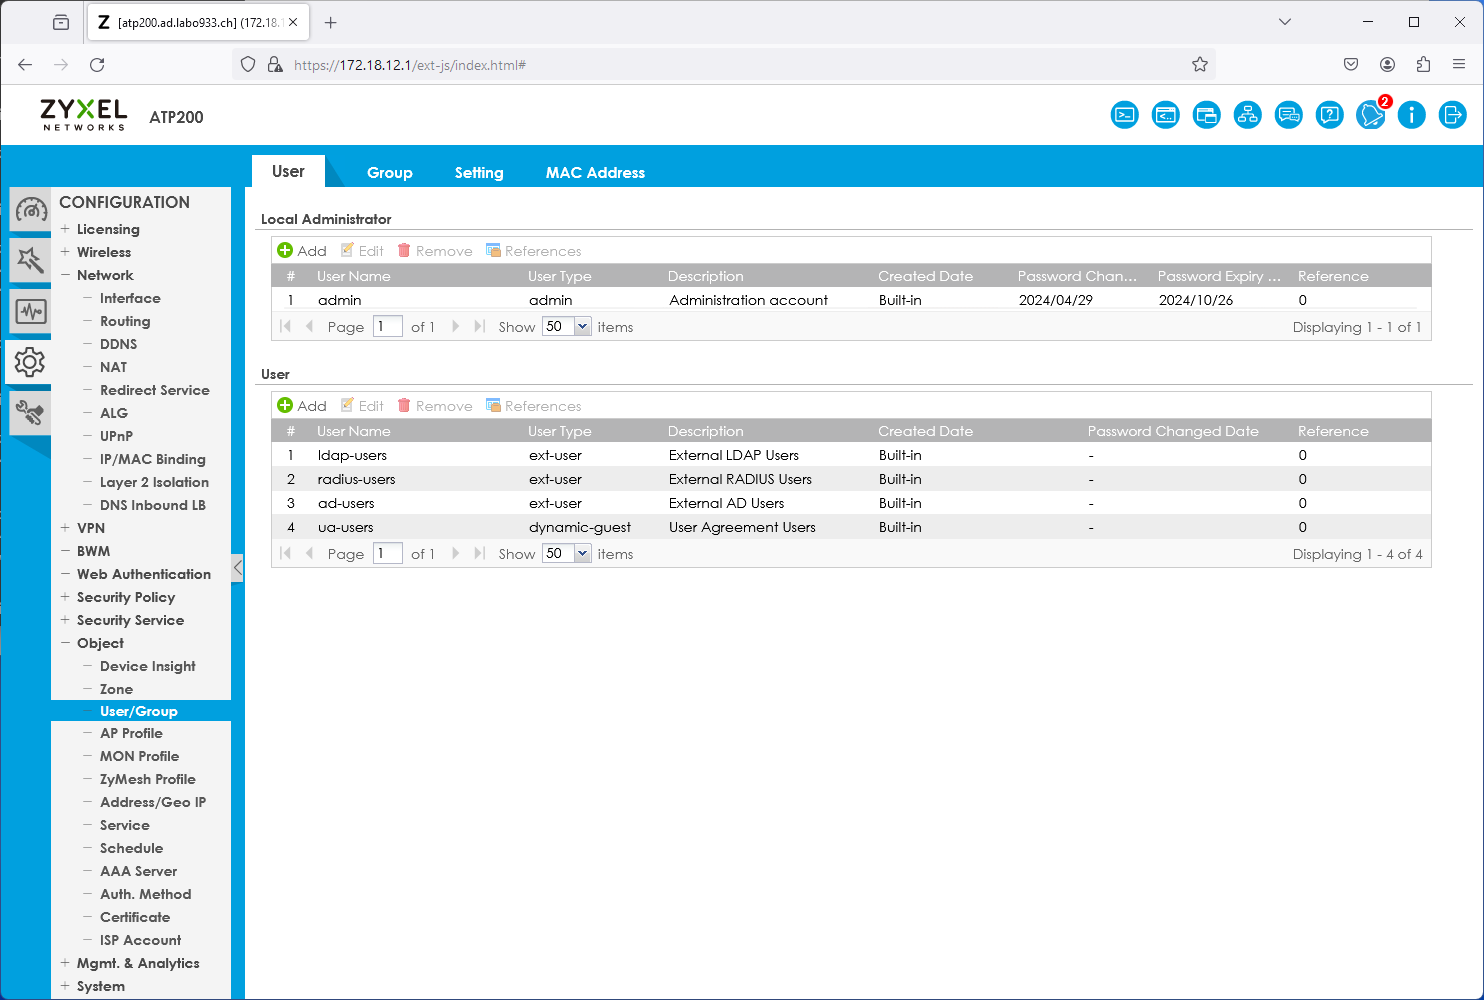 Z [atp200.ad.labo933.ch] (172.18.1
https://172.18.12.1/ext-js/index.html#
ZYXEL
NETWORKS
ATP200
2
User Group Setting MAC Address
CONFIGURATION
Licensing
Wireless
Network
Interface
Routing
DDNS
NAT
Redirect Service
ALG
UPnP
IP/MAC Binding
Layer 2 Isolation
DNS Inbound LB
VPN
BWM
Web Authentication
Security Policy
Security Service
Object
Device Insight
Zone
User/Group
AP Profile
MON Profile
ZyMesh Profile
Address/Geo IP
Service
Schedule
AAA Server
Auth. Method
Certificate
ISP Account
Mgmt. & Analytics
System
Local Administrator
Add Edit Remove References
# User Name User Type Description Created Date Password Chan... Password Expiry ... Reference
1 admin admin Administration account Built-in 2024/04/29 2024/10/26 0
Page 1 of 1 Show 50 items Displaying 1 - 1 of 1
User
Add Edit Remove References
# User Name User Type Description Created Date Password Changed Date Reference
1 ldap-users ext-user External LDAP Users Built-in - 0
2 radius-users ext-user External RADIUS Users Built-in - 0
3 ad-users ext-user External AD Users Built-in - 0
4 ua-users dynamic-guest User Agreement Users Built-in - 0
Page 1 of 1 Show 50 items Displaying 1 - 4 of 4